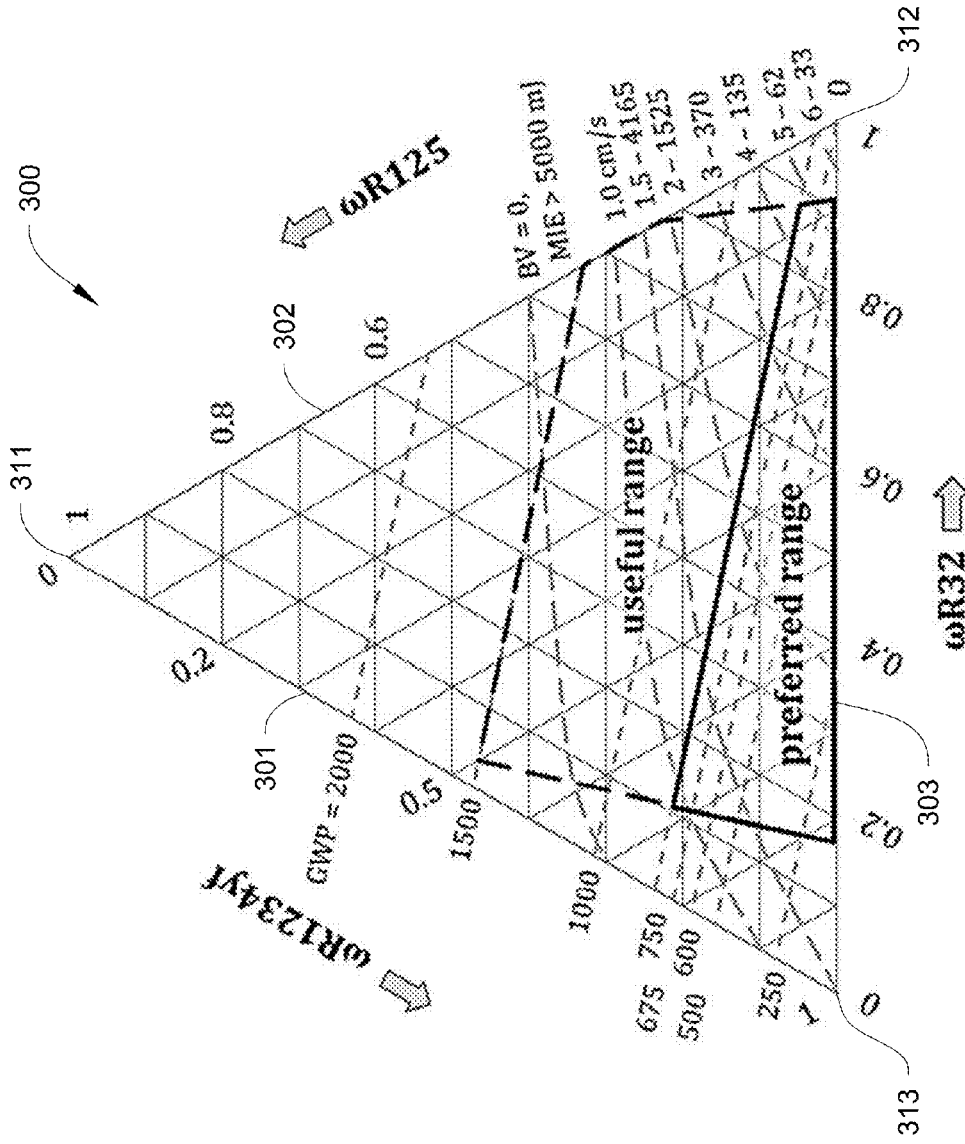 300
311
1
0
ωR125
302
0.8
0.6
0.2
301
GWP = 2000
ωR1234yf
0.5
1500
1000
675 750
500 600
250
1
0
313
BV = 0,
MIE > 5000 mJ
1.0 cm/s
1.5 – 4165
2 – 1525
3 – 370
4 – 135
5 – 62
6 – 33
0
312
1
useful range
preferred range
0.2
0.4
0.6
0.8
303
ωR32